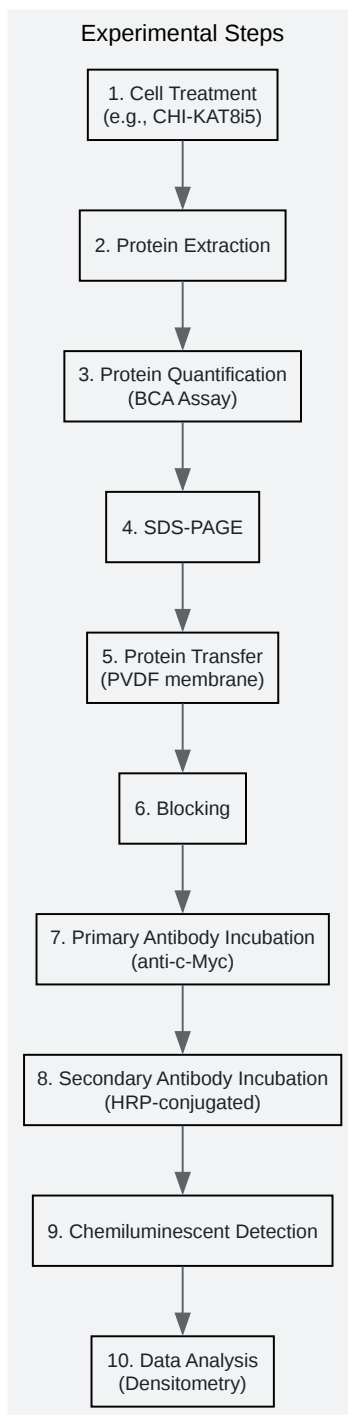 Experimental Steps
1. Cell Treatment
(e.g., CHI-KAT8i5)
2. Protein Extraction
3. Protein Quantification
(BCA Assay)
4. SDS-PAGE
5. Protein Transfer
(PVDF membrane)
6. Blocking
7. Primary Antibody Incubation
(anti-c-Myc)
8. Secondary Antibody Incubation
(HRP-conjugated)
9. Chemiluminescent Detection
10. Data Analysis
(Densitometry)